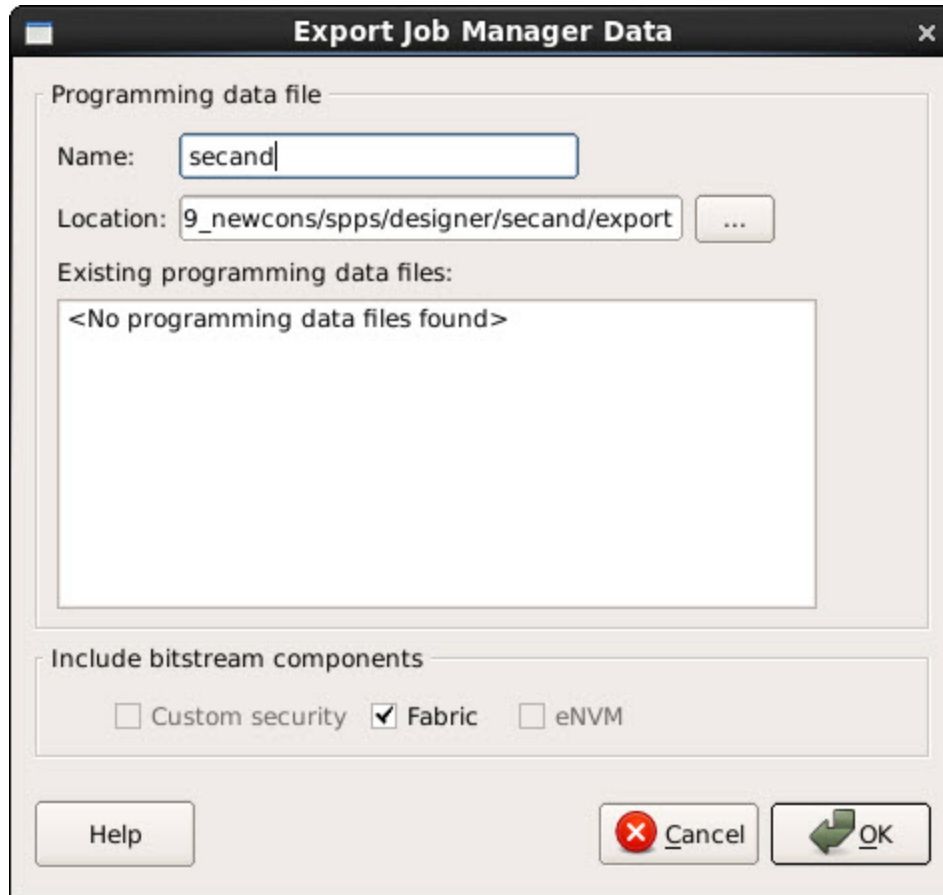 Export Job Manager Data
Programming data file
Name: secand
Location: 9_newcons/spps/designer/secand/export ...
Existing programming data files:
<No programming data files found>
Include bitstream components
Custom security Fabric eNVM
Help Cancel OK